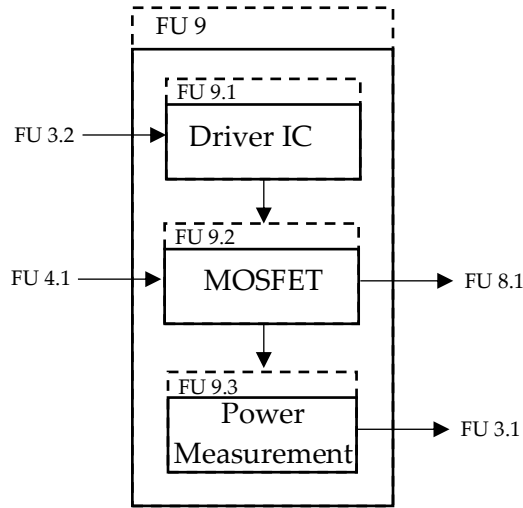 FU 9
FU 9.1
FU 3.2
Driver IC
FU 9.2
FU 4.1
MOSFET
FU 8.1
FU 9.3
Power
Measurement
FU 3.1